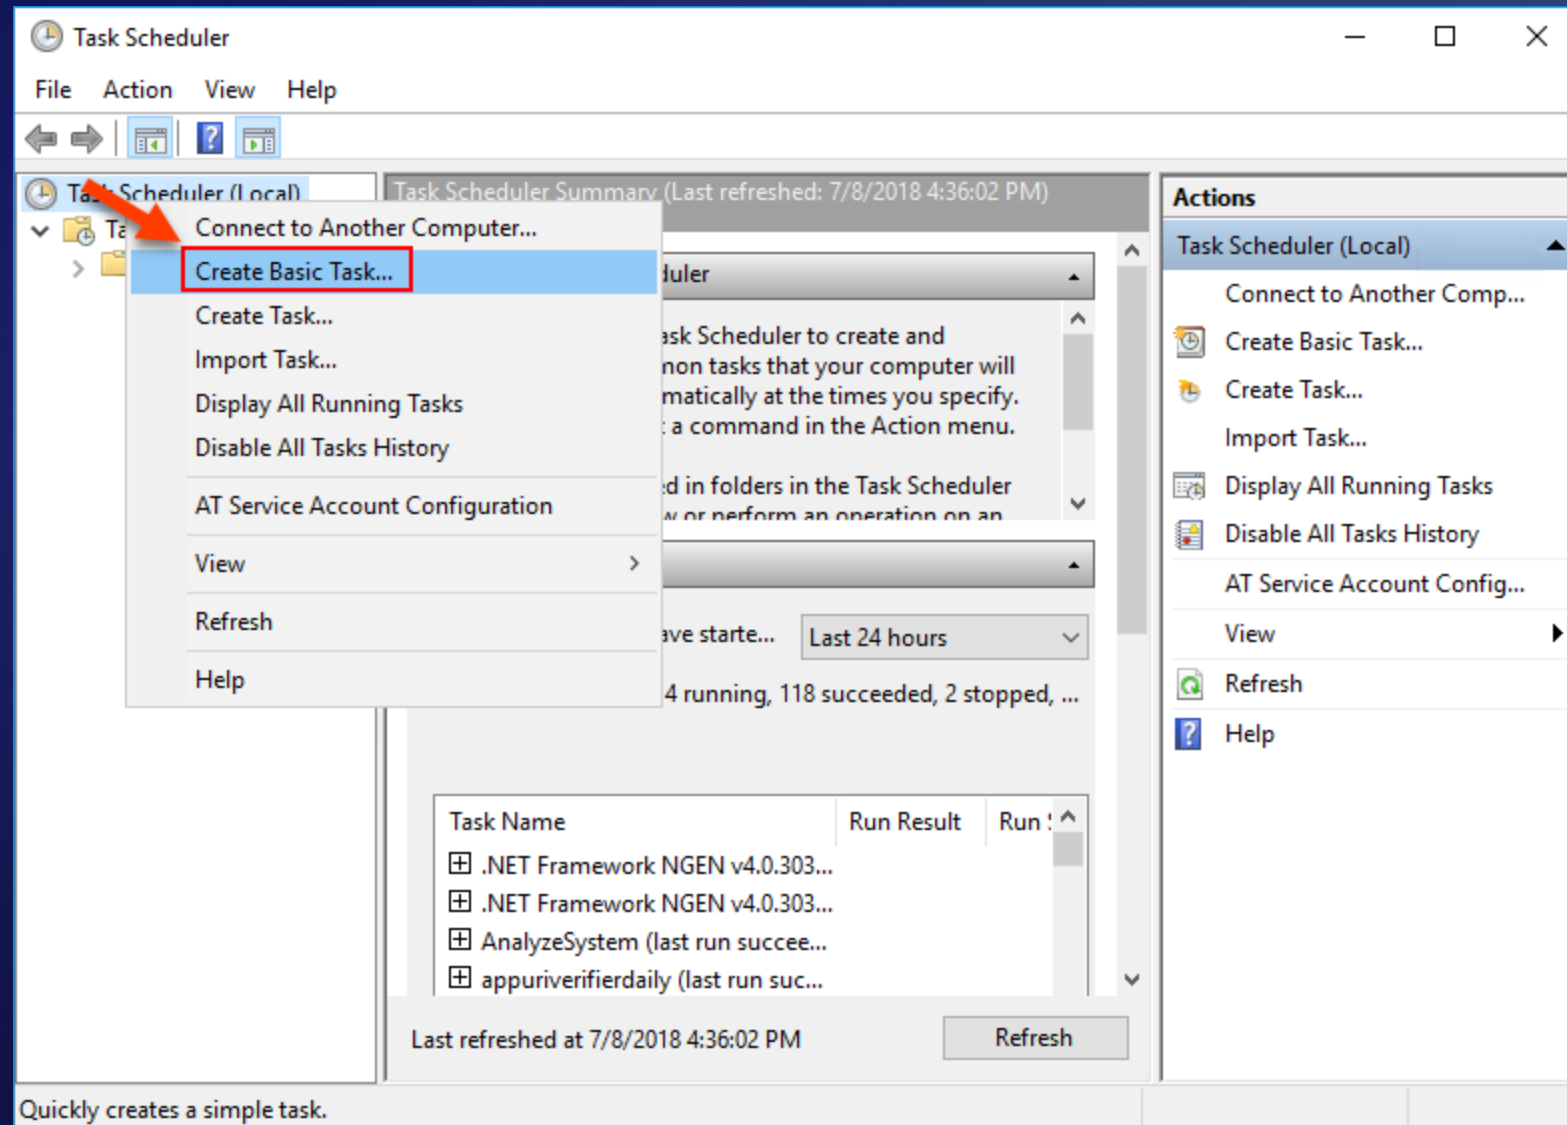 Task Scheduler
File Action View Help
Scheduler (Local)
Connect to Another Computer...
Create Basic Task...
Create Task...
Import Task...
Display All Running Tasks
Disable All Tasks History
AT Service Account Configuration
View
Refresh
Help
Task Scheduler Summary (Last refreshed: 7/8/2018 4:36:02 PM)
Scheduler to create and
tasks that your computer will
at the times you specify.
a command in the Action menu.
in folders in the Task Scheduler
or perform an operation on an
starte... Last 24 hours
4 running, 118 succeeded, 2 stopped, ...
Task Name Run Result Run
.NET Framework NGEN v4.0.303...
.NET Framework NGEN v4.0.303...
AnalyzeSystem (last run succee...
appuriverifierdaily (last run suc...
Last refreshed at 7/8/2018 4:36:02 PM Refresh
Actions
Task Scheduler (Local)
Connect to Another Comp...
Create Basic Task...
Create Task...
Import Task...
Display All Running Tasks
Disable All Tasks History
AT Service Account Config...
View
Refresh
Help
Quickly creates a simple task.